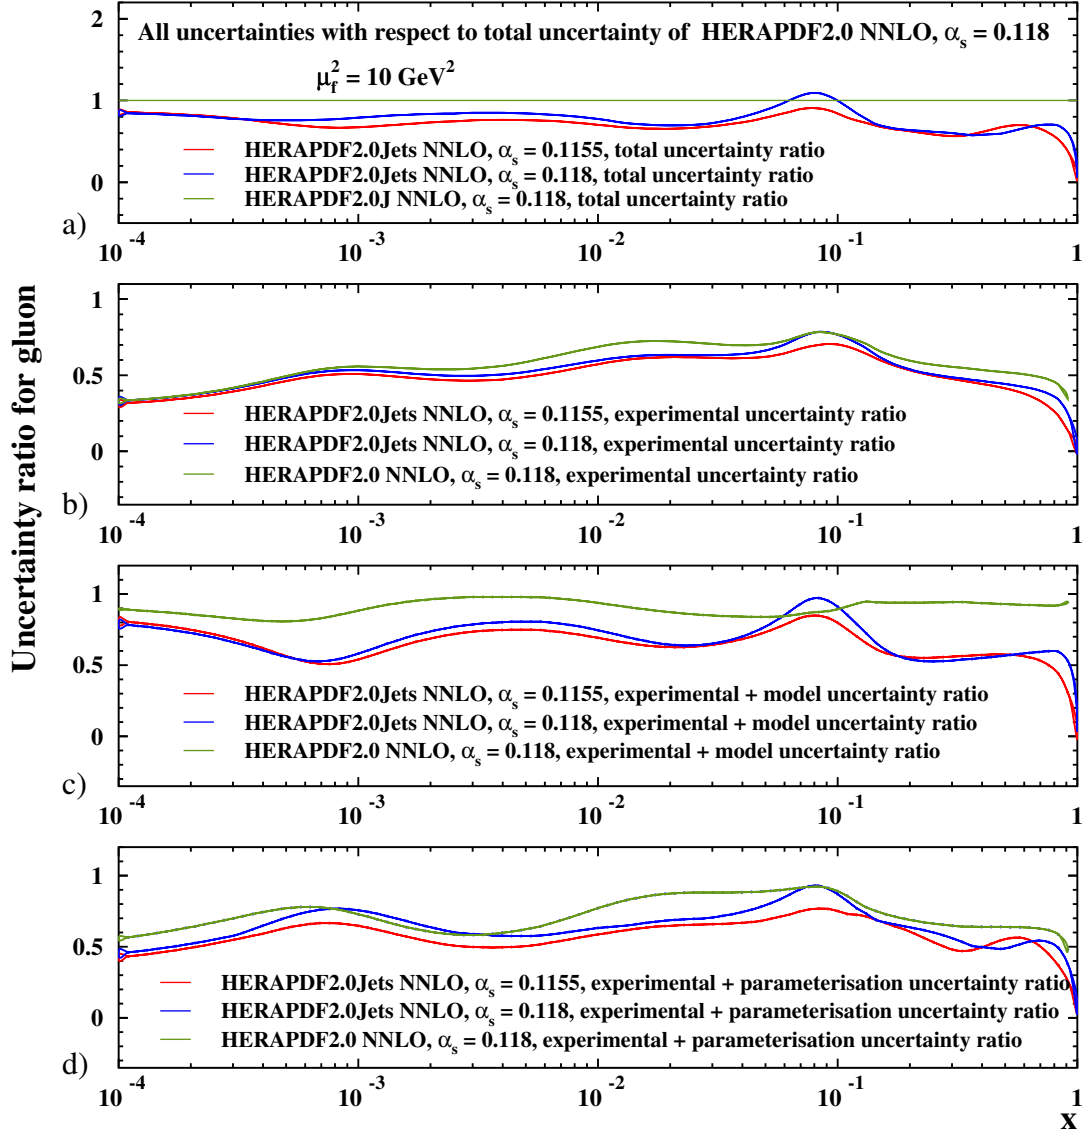 Uncertainty ratio for gluon
All uncertainties with respect to total uncertainty of HERAPDF2.0 NNLO, αs = 0.118
μf² = 10 GeV²
2
1
0
HERAPDF2.0Jets NNLO, αs = 0.1155, total uncertainty ratio
HERAPDF2.0Jets NNLO, αs = 0.118, total uncertainty ratio
HERAPDF2.0J NNLO, αs = 0.118, total uncertainty ratio
a)
10⁻⁴ 10⁻³ 10⁻² 10⁻¹ 1
1
0.5
0
HERAPDF2.0Jets NNLO, αs = 0.1155, experimental uncertainty ratio
HERAPDF2.0Jets NNLO, αs = 0.118, experimental uncertainty ratio
HERAPDF2.0 NNLO, αs = 0.118, experimental uncertainty ratio
b)
10⁻⁴ 10⁻³ 10⁻² 10⁻¹ 1
1
0.5
0
HERAPDF2.0Jets NNLO, αs = 0.1155, experimental + model uncertainty ratio
HERAPDF2.0Jets NNLO, αs = 0.118, experimental + model uncertainty ratio
HERAPDF2.0 NNLO, αs = 0.118, experimental + model uncertainty ratio
c)
10⁻⁴ 10⁻³ 10⁻² 10⁻¹ 1
1
0.5
0
HERAPDF2.0Jets NNLO, αs = 0.1155, experimental + parameterisation uncertainty ratio
HERAPDF2.0Jets NNLO, αs = 0.118, experimental + parameterisation uncertainty ratio
HERAPDF2.0 NNLO, αs = 0.118, experimental + parameterisation uncertainty ratio
d)
10⁻⁴ 10⁻³ 10⁻² 10⁻¹ 1
x